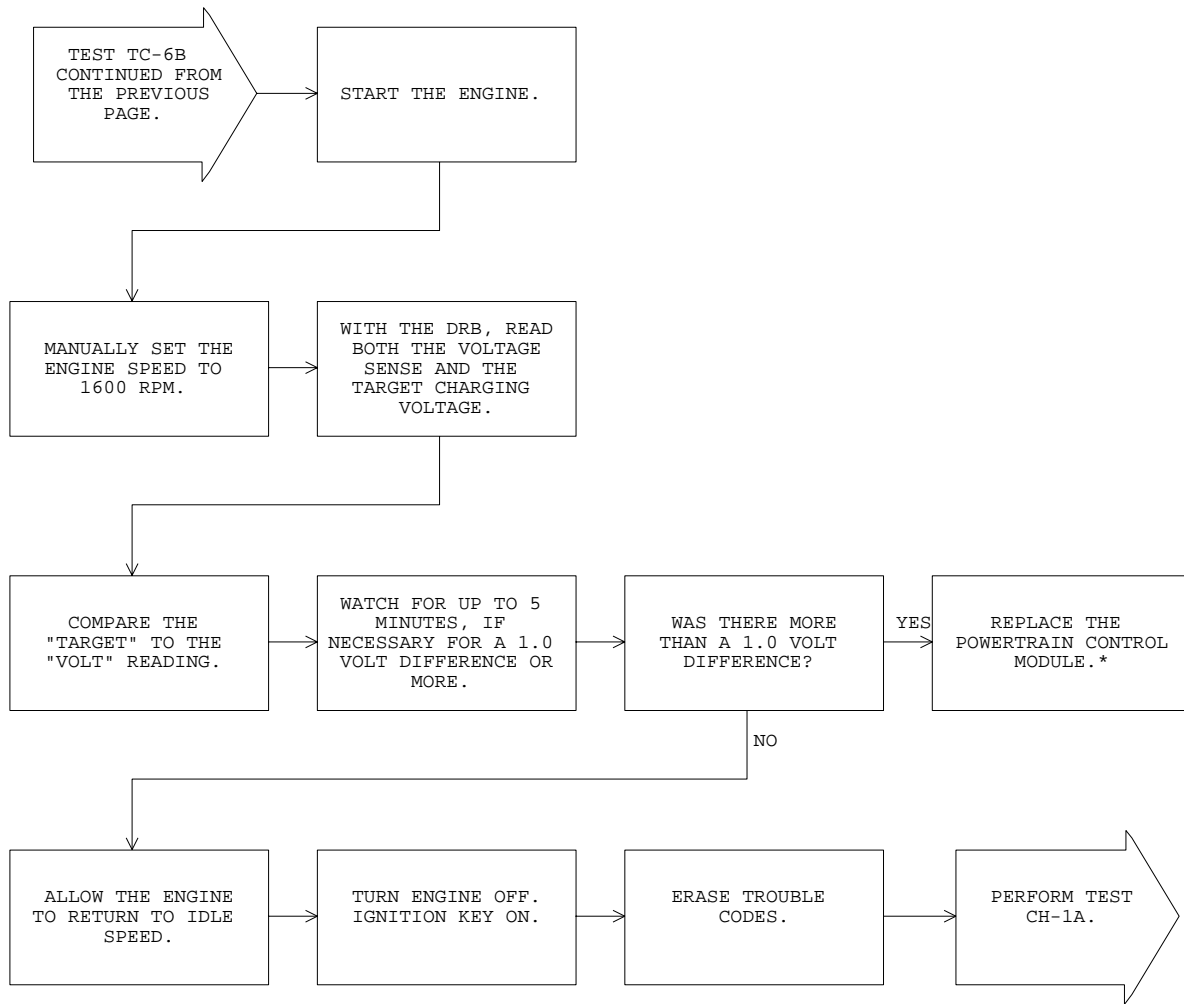 TEST TC-6B
CONTINUED FROM
THE PREVIOUS
PAGE.
START THE ENGINE.
MANUALLY SET THE
ENGINE SPEED TO
1600 RPM.
WITH THE DRB, READ
BOTH THE VOLTAGE
SENSE AND THE
TARGET CHARGING
VOLTAGE.
COMPARE THE
"TARGET" TO THE
"VOLT" READING.
WATCH FOR UP TO 5
MINUTES, IF
NECESSARY FOR A 1.0
VOLT DIFFERENCE OR
MORE.
WAS THERE MORE
THAN A 1.0 VOLT
DIFFERENCE?
YES
REPLACE THE
POWERTRAIN CONTROL
MODULE.*
NO
ALLOW THE ENGINE
TO RETURN TO IDLE
SPEED.
TURN ENGINE OFF.
IGNITION KEY ON.
ERASE TROUBLE
CODES.
PERFORM TEST
CH-1A.